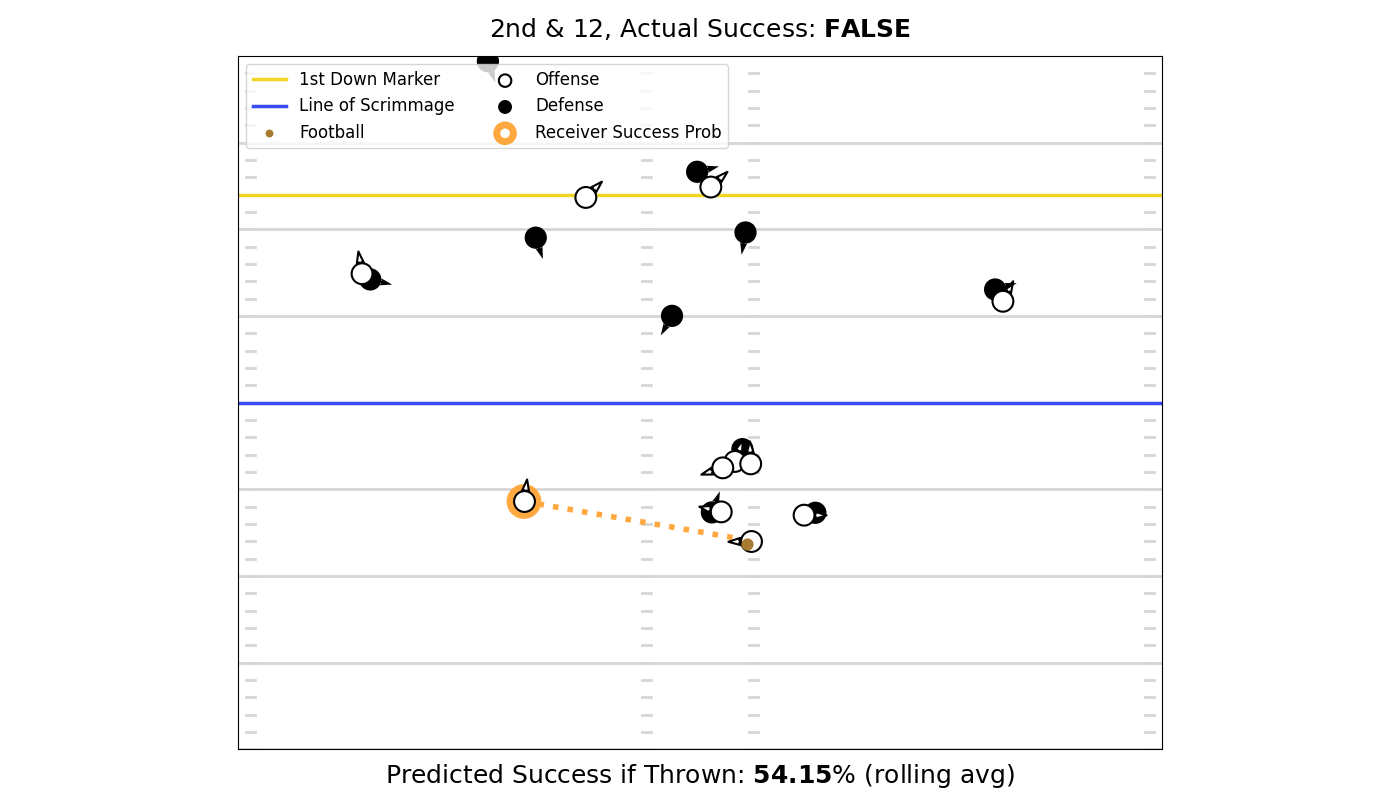 2nd & 12, Actual Success: FALSE
1st Down Marker
Line of Scrimmage
Football
Offense
Defense
Receiver Success Prob
Predicted Success if Thrown: 54.15% (rolling avg)